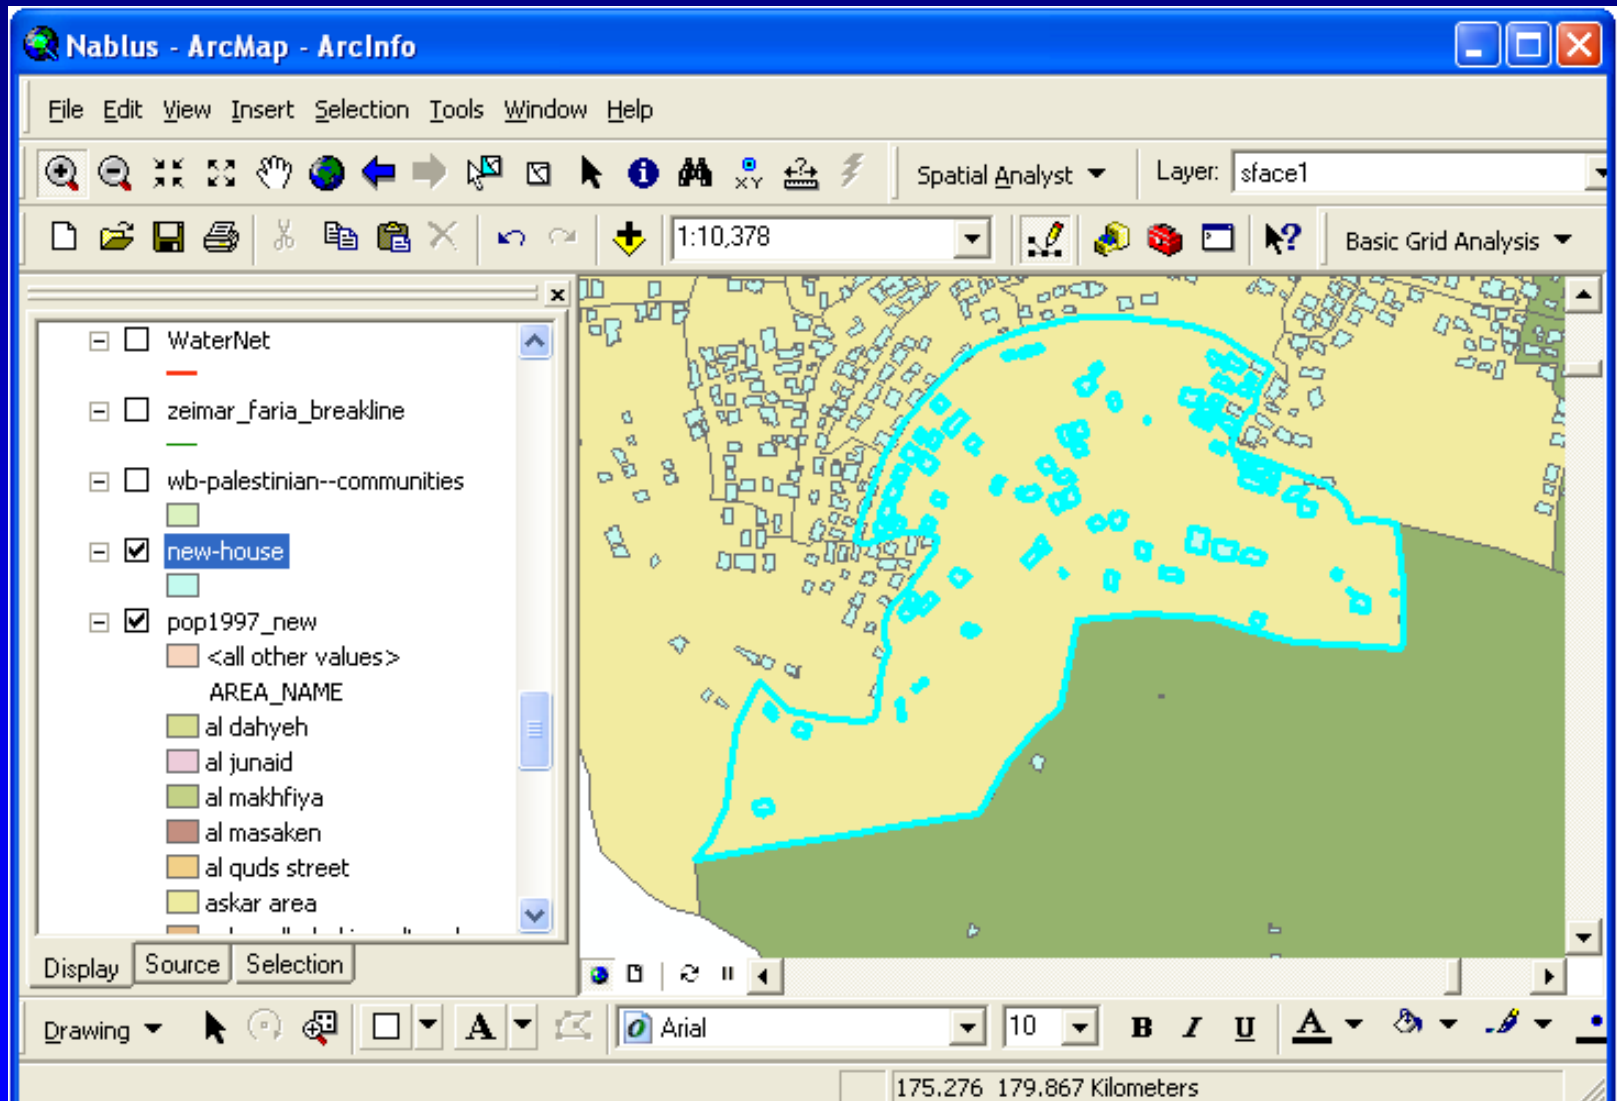 Nablus - ArcMap - ArcInfo
File Edit View Insert Selection Tools Window Help
XY
Spatial Analyst
Layer: sface1
1:10,378
Basic Grid Analysis
WaterNet
zeimar_faria_breakline
wb-palestinian--communities
new-house
pop1997_new
<all other values>
AREA_NAME
al dahyeh
al junaid
al makhfiya
al masaken
al quds street
askar area
Display Source Selection
Drawing A Arial 10 B I U A
175.276 179.867 Kilometers